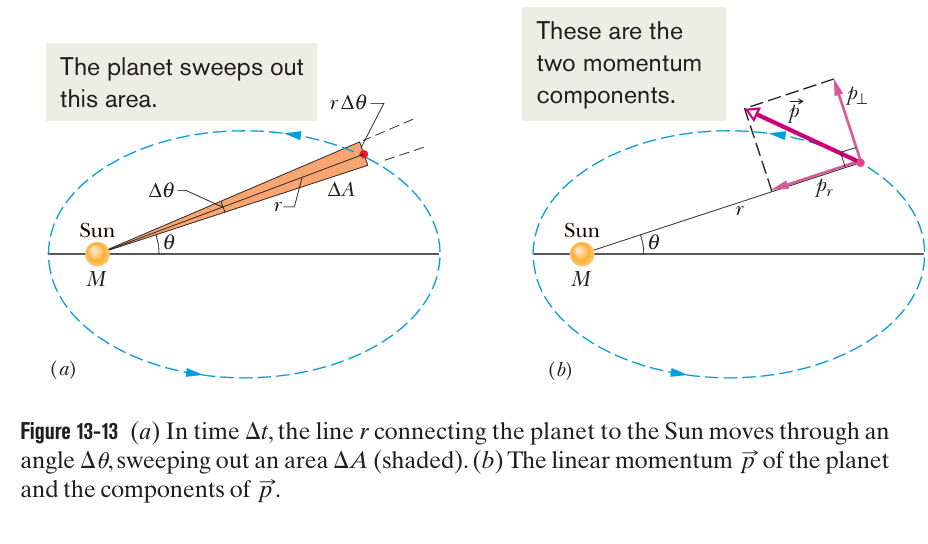 The planet sweeps out
this area.
r Δθ
Δθ
r
ΔA
Sun
θ
M
(a)
These are the
two momentum
components.
p⃗
p⊥
pr
r
Sun
θ
M
(b)
Figure 13-13 (a) In time Δt, the line r connecting the planet to the Sun moves through an
angle Δθ, sweeping out an area ΔA (shaded). (b) The linear momentum p⃗ of the planet
and the components of p⃗.